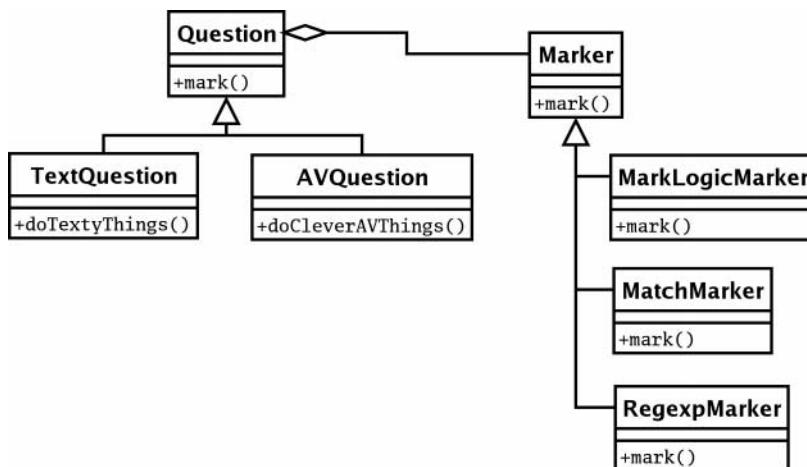 Question
+mark()
Marker
+mark()
TextQuestion
+doTextyThings()
AVQuestion
+doCleverAVThings()
MarkLogicMarker
+mark()
MatchMarker
+mark()
RegexpMarker
+mark()